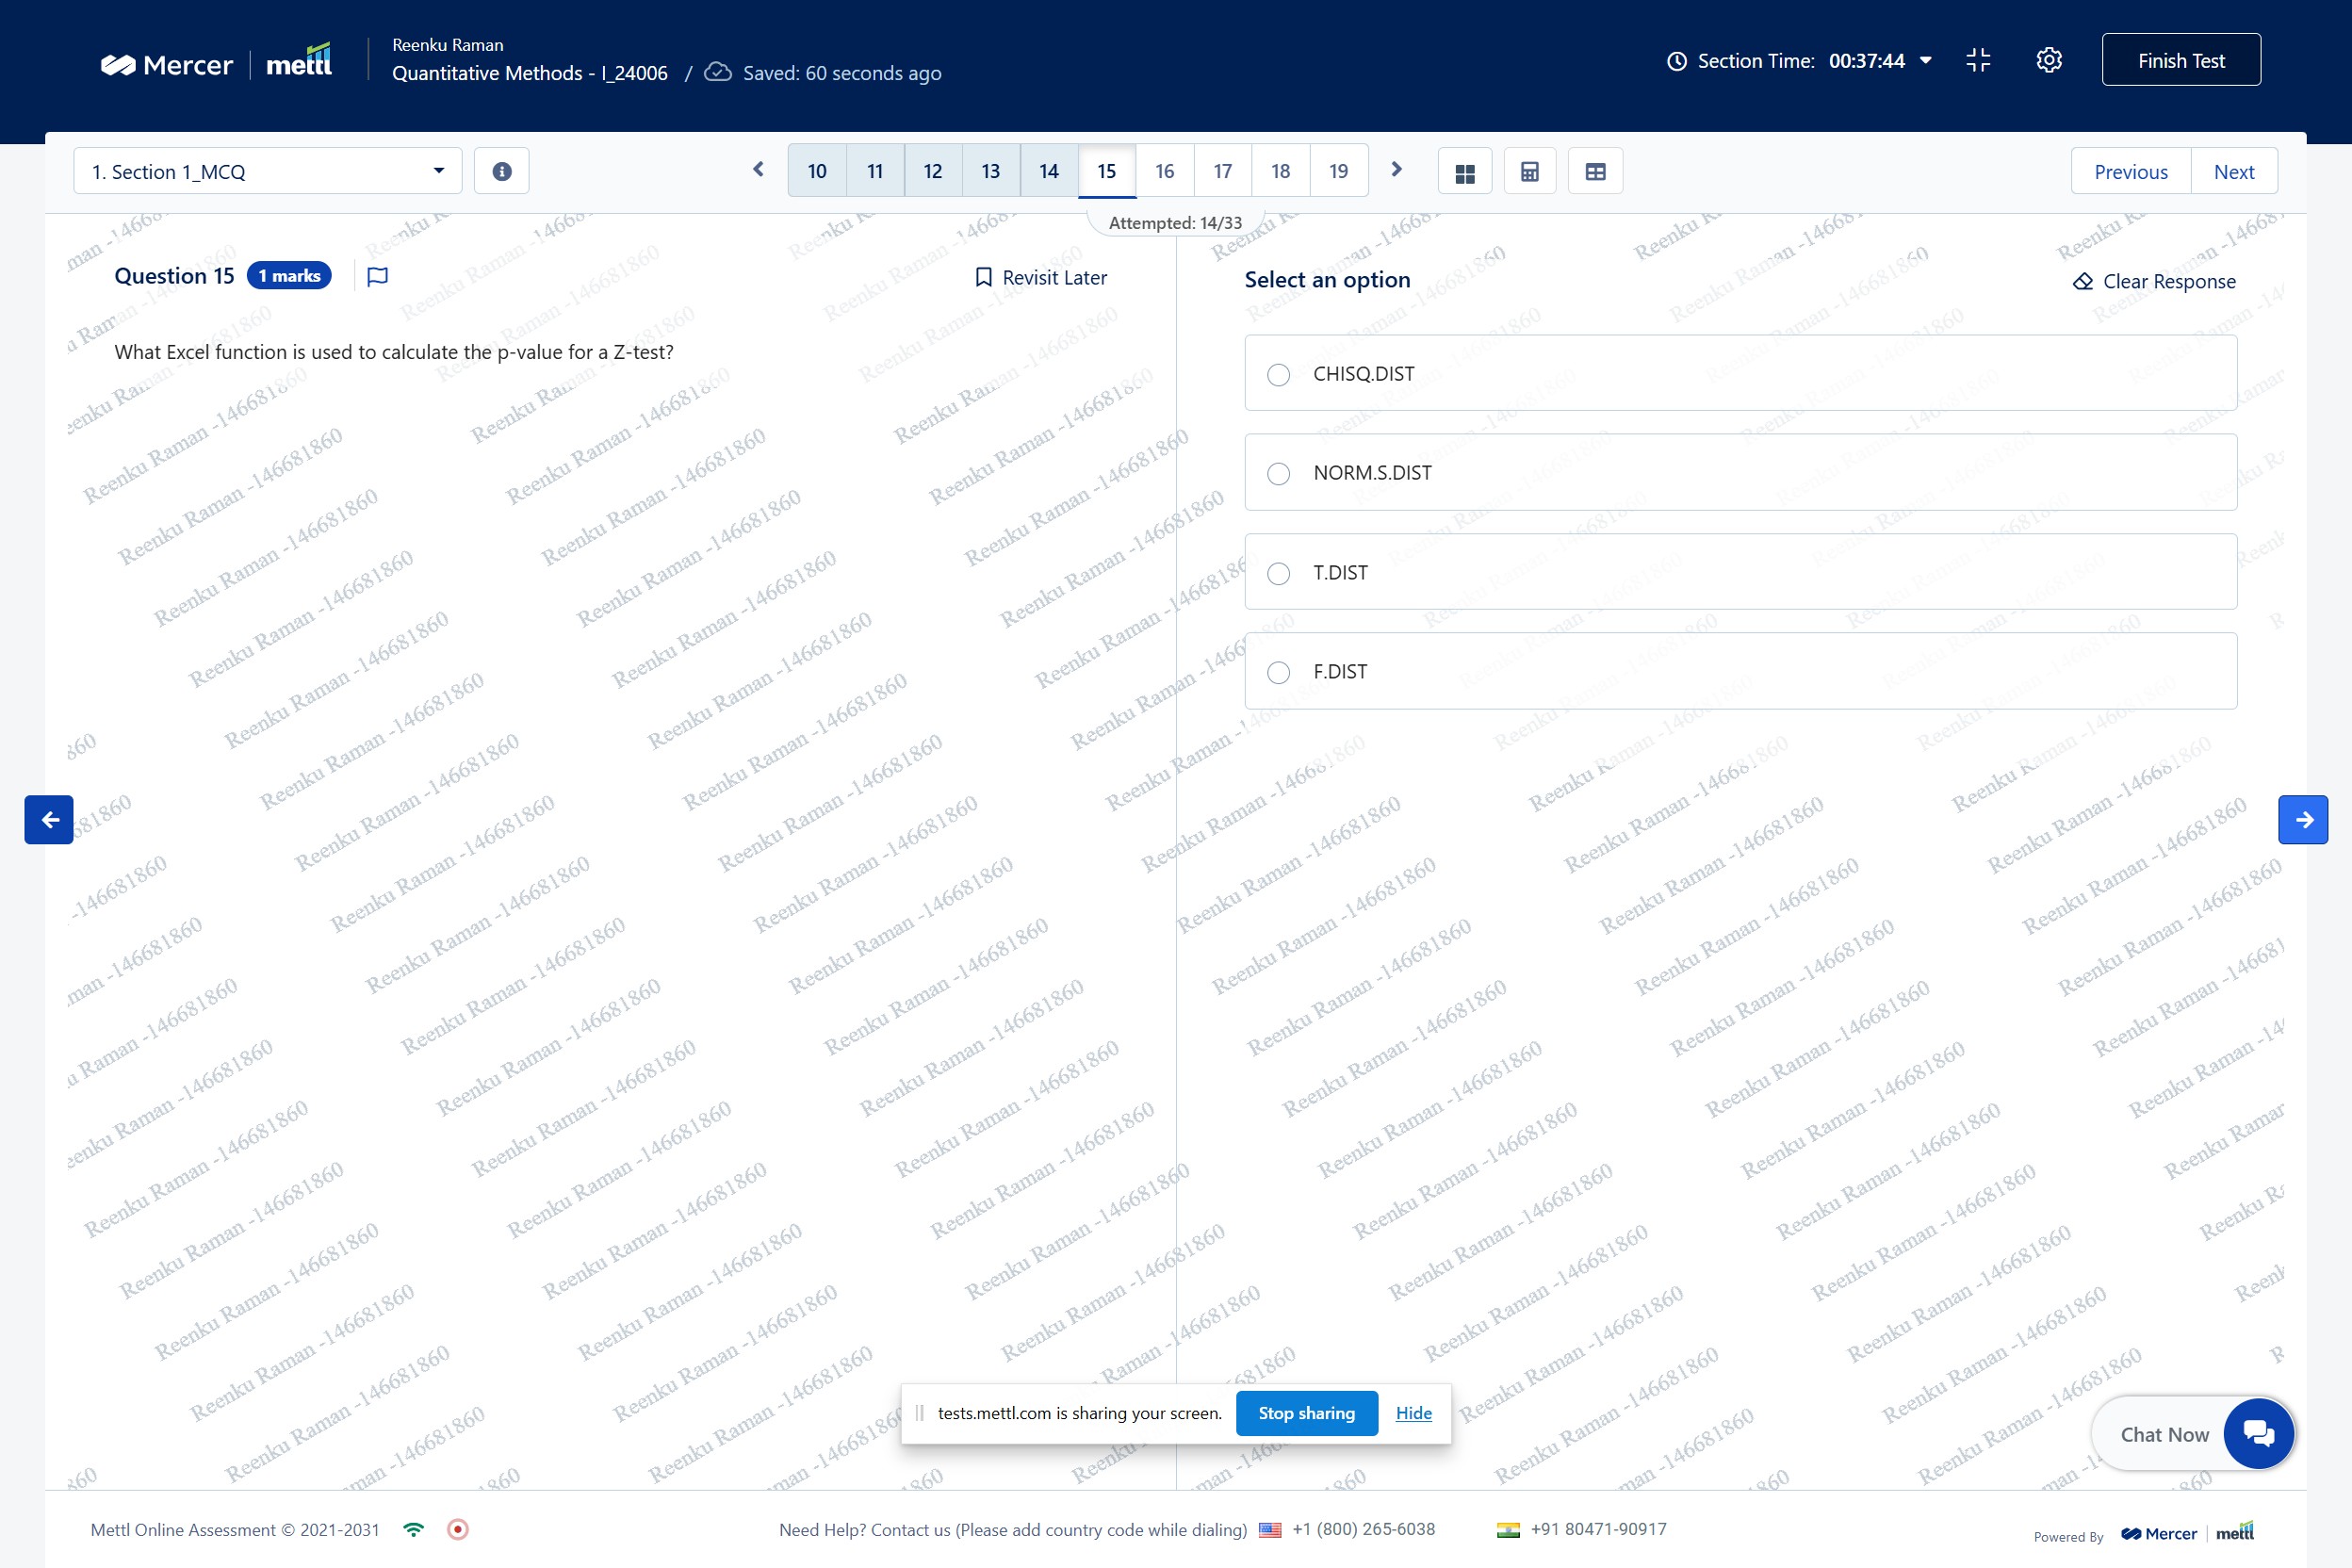 Mercer | mettl
Reenku Raman
Quantitative Methods - I_24006 / Saved: 60 seconds ago
Section Time: 00:37:44
Finish Test
1. Section 1_MCQ
10 11 12 13 14 15 16 17 18 19
Previous Next
Attempted: 14/33
Question 15 1 marks
Revisit Later
What Excel function is used to calculate the p-value for a Z-test?
Select an option
Clear Response
CHISQ.DIST
NORM.S.DIST
T.DIST
F.DIST
Reenku Raman -146681860
tests.mettl.com is sharing your screen. Stop sharing Hide
Chat Now
Mettl Online Assessment © 2021-2031
Need Help? Contact us (Please add country code while dialing) +1 (800) 265-6038 +91 80471-90917
Powered By Mercer | mettl